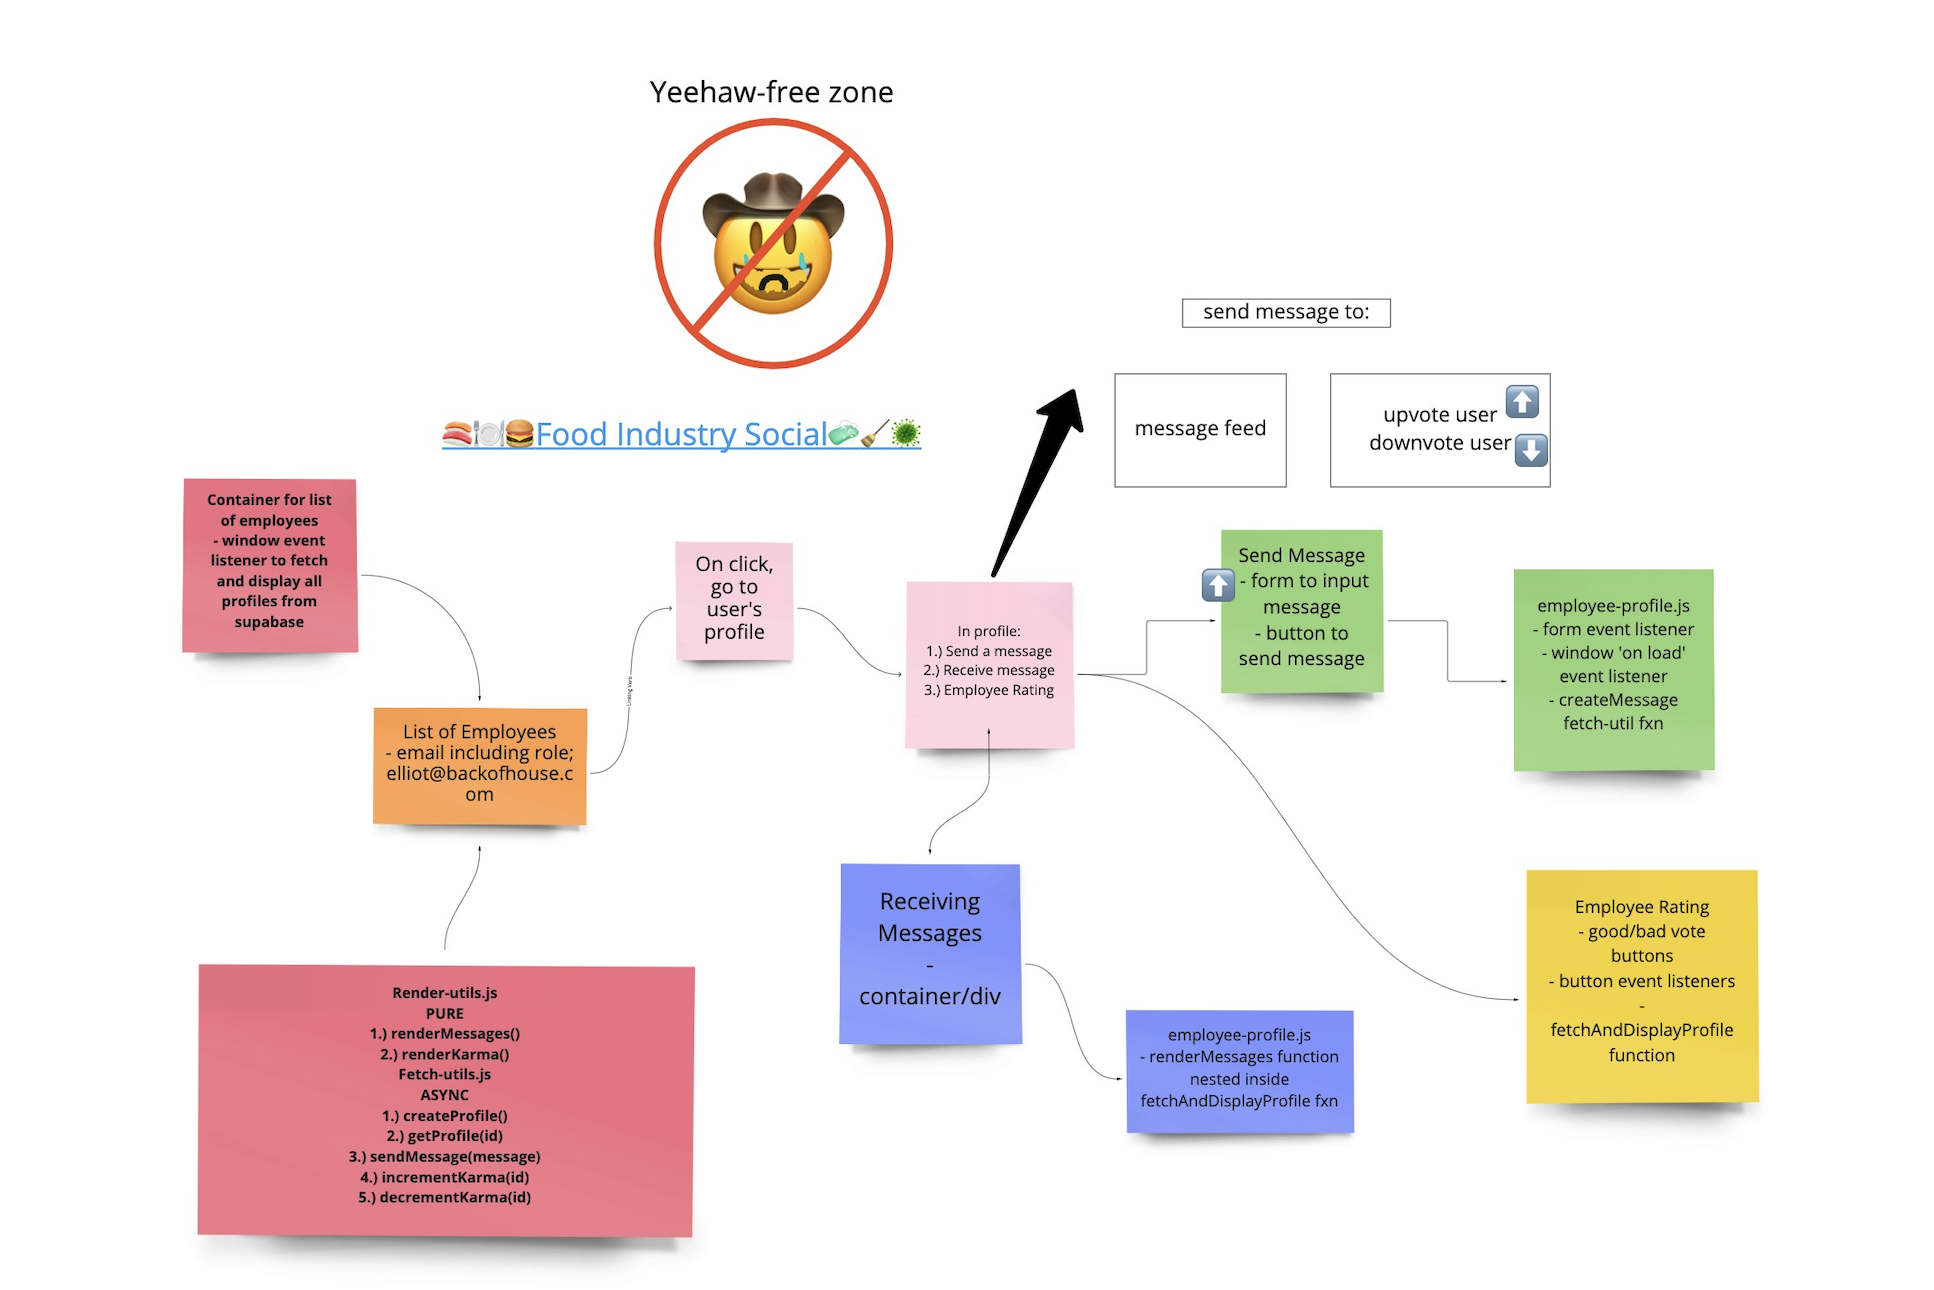 Yeehaw-free zone
send message to:
message feed
upvote user ⬆️
downvote user ⬇️
🍣🍽️🍔Food Industry Social🧼🧹🦠
Container for list
of employees
- window event
listener to fetch
and display all
profiles from
supabase
List of Employees
- email including role;
elliot@backofhouse.c
om
Linking Verb
On click,
go to
user's
profile
In profile:
1.) Send a message
2.) Receive message
3.) Employee Rating
Send Message
- form to input
message
- button to
send message
employee-profile.js
- form event listener
- window 'on load'
event listener
- createMessage
fetch-util fxn
Receiving
Messages
-
container/div
employee-profile.js
- renderMessages function
nested inside
fetchAndDisplayProfile fxn
Employee Rating
- good/bad vote
buttons
- button event listeners
-
fetchAndDisplayProfile
function
Render-utils.js
PURE
1.) renderMessages()
2.) renderKarma()
Fetch-utils.js
ASYNC
1.) createProfile()
2.) getProfile(id)
3.) sendMessage(message)
4.) incrementKarma(id)
5.) decrementKarma(id)